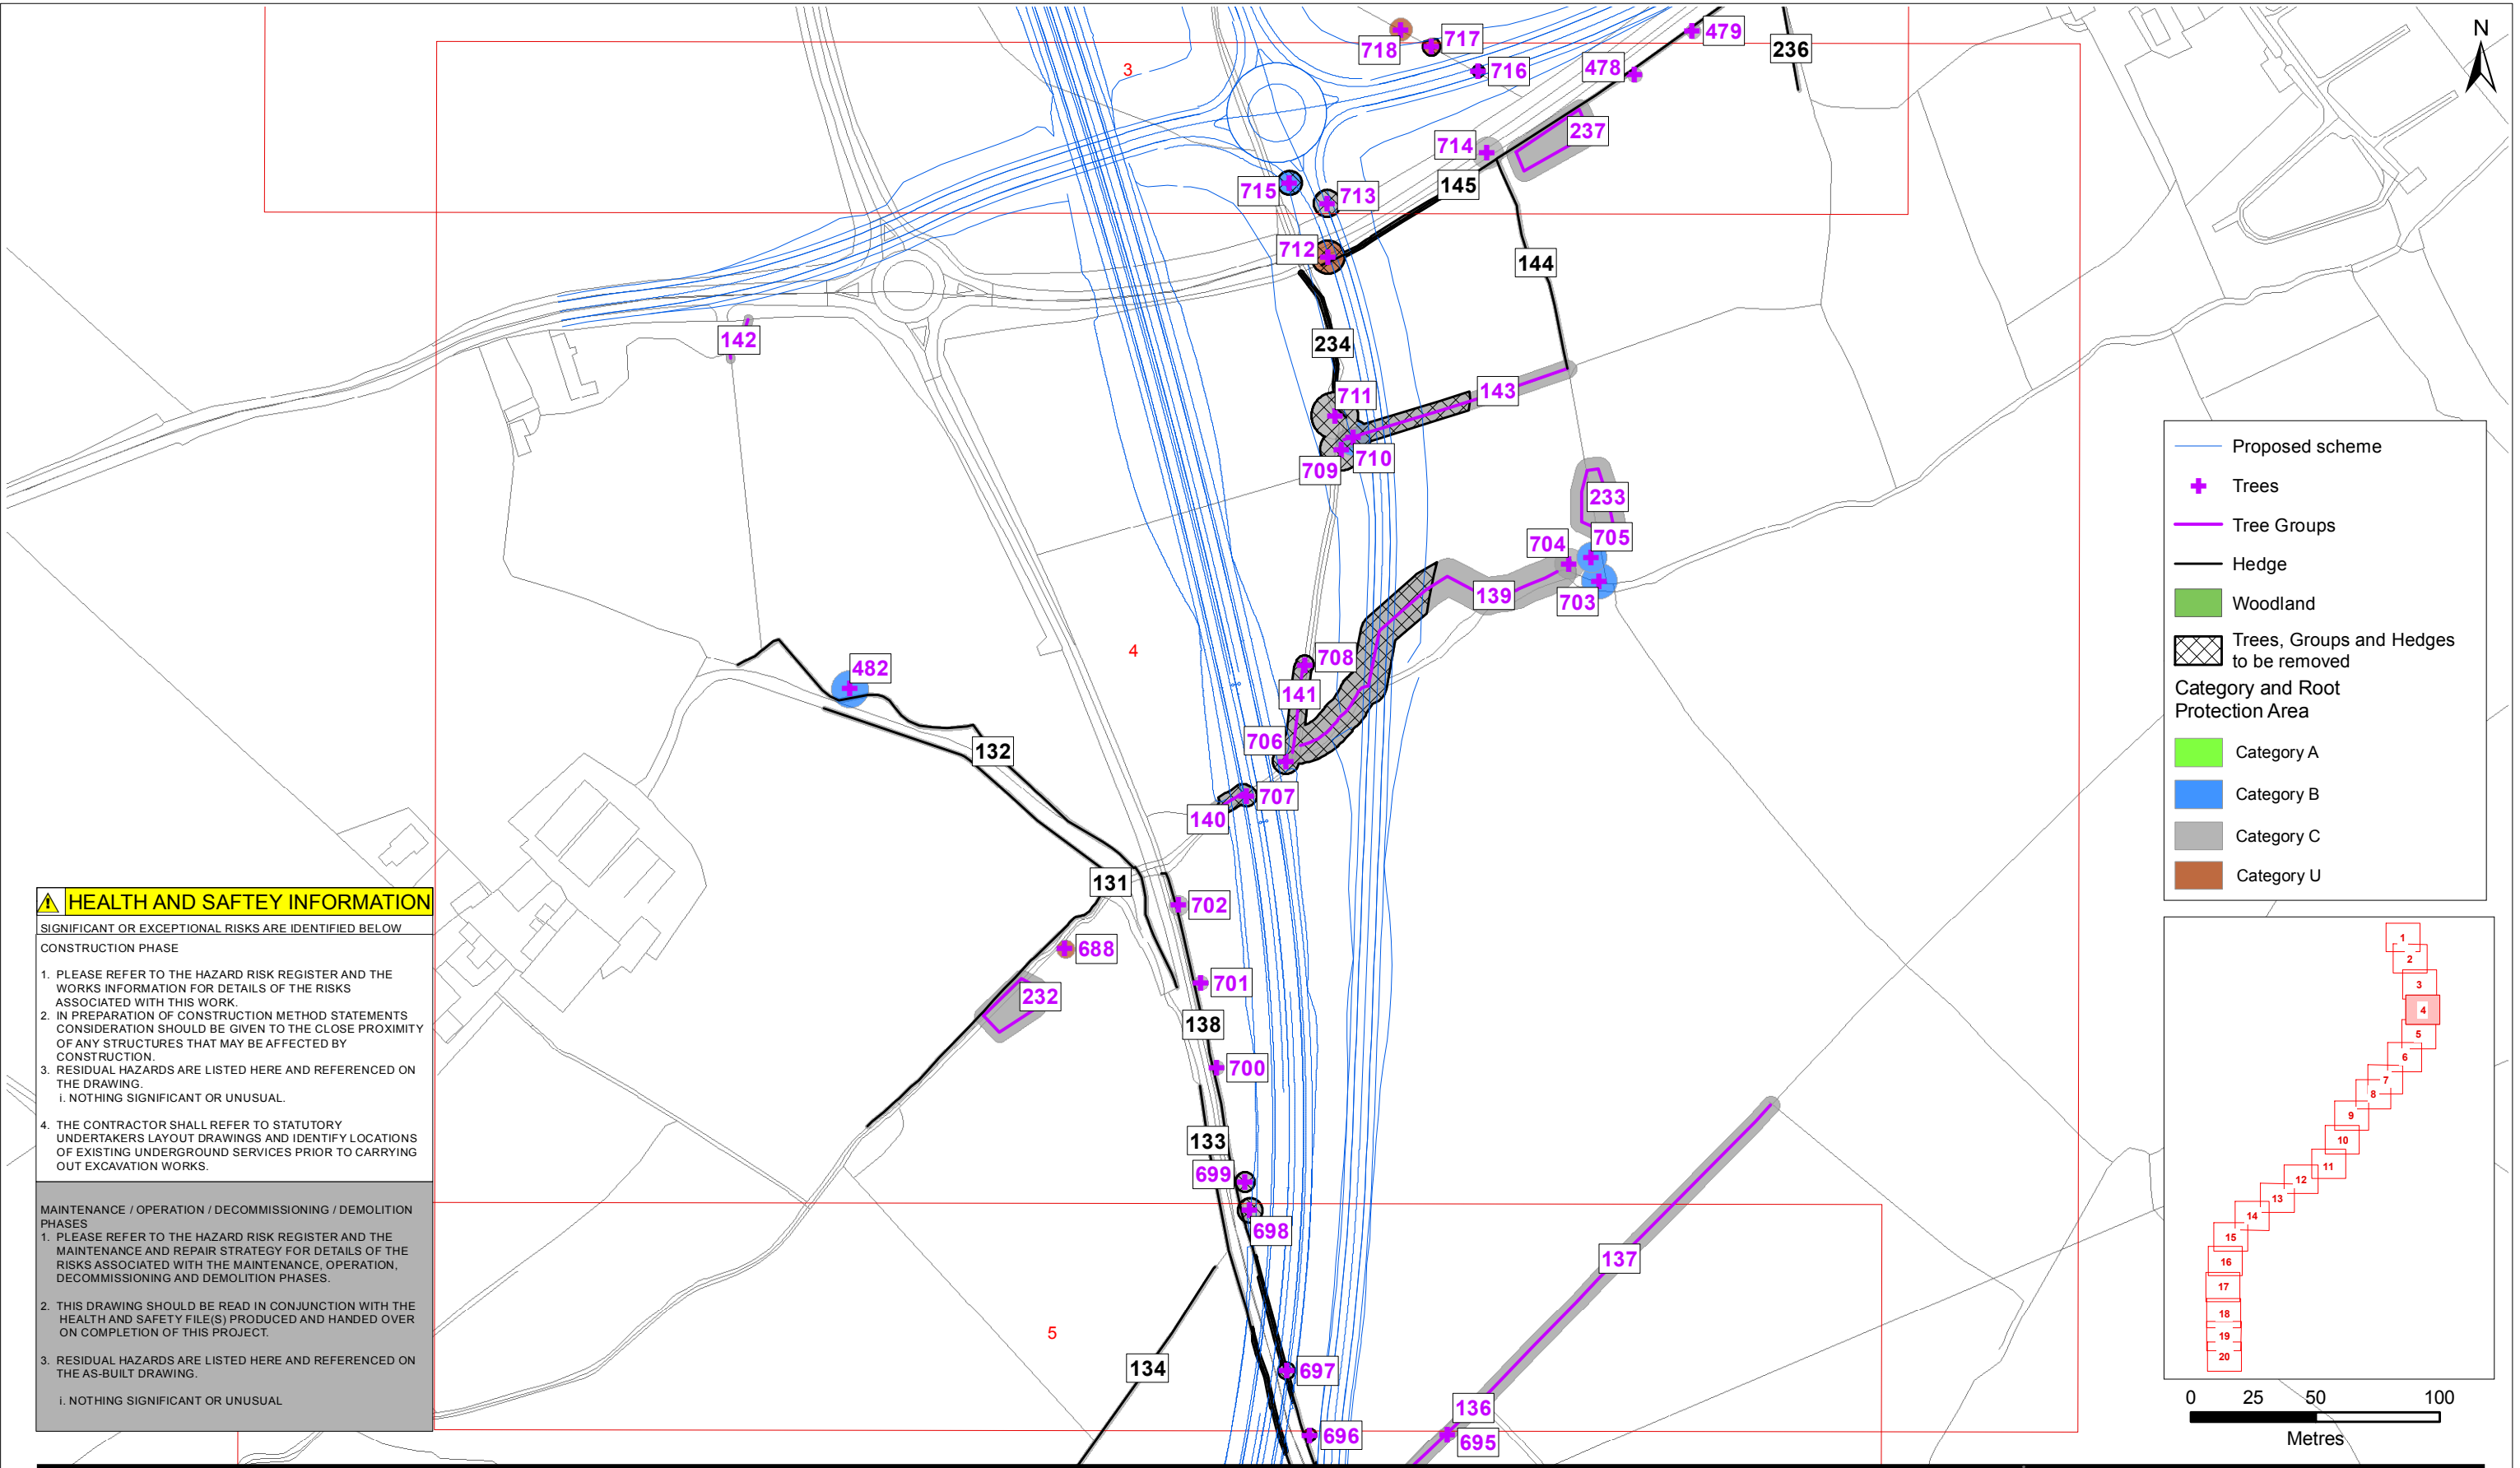 3
718
717
716
478
479
236
N
237
714
145
715
713
712
144
142
234
711
143
709
710
233
705
704
139
703
482
4
708
141
132
706
707
140
131
702
688
701
232
138
700
133
699
698
137
5
134
697
136
696
695
Proposed scheme
Trees
Tree Groups
Hedge
Woodland
Trees, Groups and Hedges
to be removed
Category and Root
Protection Area
Category A
Category B
Category C
Category U
HEALTH AND SAFTEY INFORMATION
SIGNIFICANT OR EXCEPTIONAL RISKS ARE IDENTIFIED BELOW
CONSTRUCTION PHASE
1. PLEASE REFER TO THE HAZARD RISK REGISTER AND THE
WORKS INFORMATION FOR DETAILS OF THE RISKS
ASSOCIATED WITH THIS WORK.
2. IN PREPARATION OF CONSTRUCTION METHOD STATEMENTS
CONSIDERATION SHOULD BE GIVEN TO THE CLOSE PROXIMITY
OF ANY STRUCTURES THAT MAY BE AFFECTED BY
CONSTRUCTION.
3. RESIDUAL HAZARDS ARE LISTED HERE AND REFERENCED ON
THE DRAWING.
i. NOTHING SIGNIFICANT OR UNUSUAL.
4. THE CONTRACTOR SHALL REFER TO STATUTORY
UNDERTAKERS LAYOUT DRAWINGS AND IDENTIFY LOCATIONS
OF EXISTING UNDERGROUND SERVICES PRIOR TO CARRYING
OUT EXCAVATION WORKS.
MAINTENANCE / OPERATION / DECOMMISSIONING / DEMOLITION
PHASES
1. PLEASE REFER TO THE HAZARD RISK REGISTER AND THE
MAINTENANCE AND REPAIR STRATEGY FOR DETAILS OF THE
RISKS ASSOCIATED WITH THE MAINTENANCE, OPERATION,
DECOMMISSIONING AND DEMOLITION PHASES.
2. THIS DRAWING SHOULD BE READ IN CONJUNCTION WITH THE
HEALTH AND SAFETY FILE(S) PRODUCED AND HANDED OVER
ON COMPLETION OF THIS PROJECT.
3. RESIDUAL HAZARDS ARE LISTED HERE AND REFERENCED ON
THE AS-BUILT DRAWING.
i. NOTHING SIGNIFICANT OR UNUSUAL
1
2
3
4
5
6
7
8
9
10
11
12
13
14
15
16
17
18
19
20
0 25 50 100
Metres